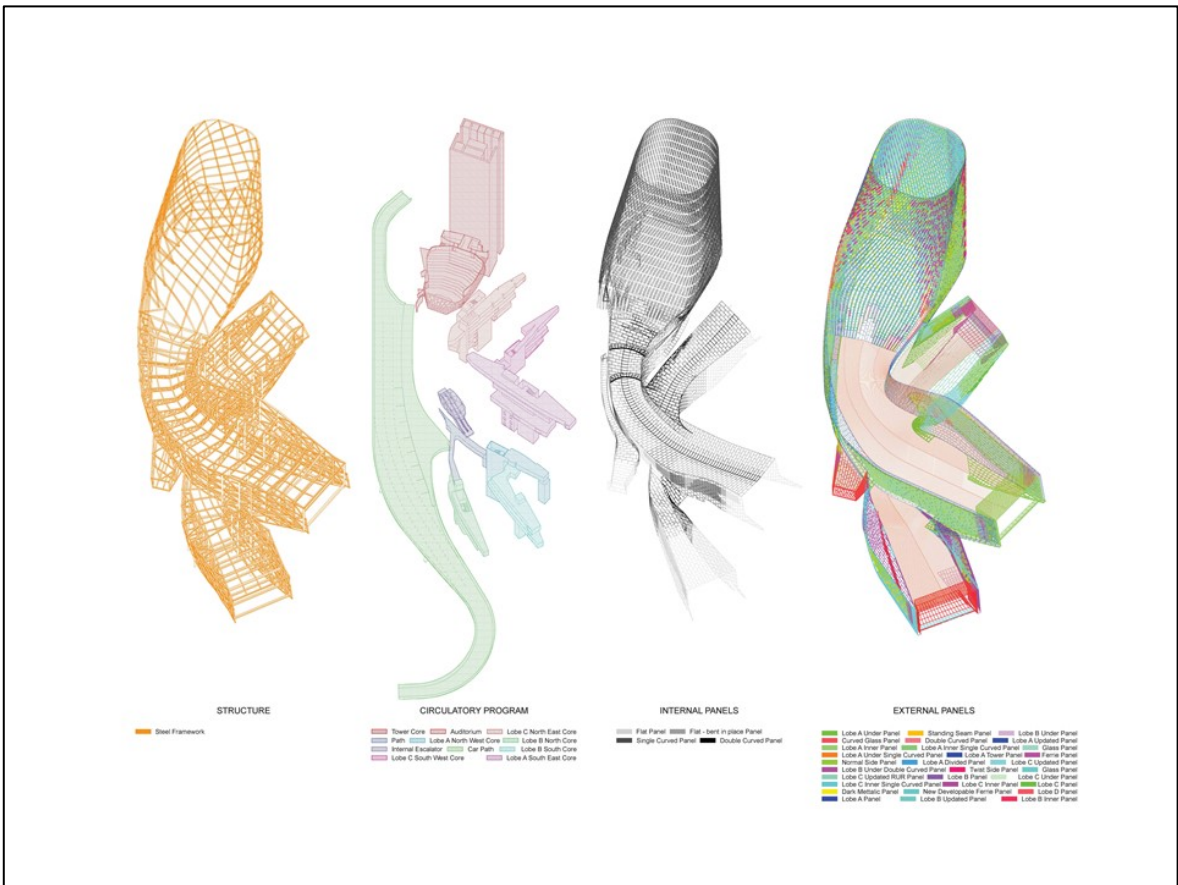 STRUCTURE
Steel Framework
CIRCULATORY PROGRAM
Tower Core Auditorium Lobe C North East Core
Path Lobe A North West Core Lobe B North Core
Internal Escalator Car Path Lobe B South Core
Lobe C South West Core Lobe A South East Core
INTERNAL PANELS
Flat Panel Flat - bent in place Panel
Single Curved Panel Double Curved Panel
EXTERNAL PANELS
Lobe A Under Panel Standing Seam Panel Lobe B Under Panel
Curved Glass Panel Double Curved Panel Lobe A Updated Panel
Lobe A Inner Panel Lobe A Inner Single Curved Panel Glass Panel
Lobe A Under Single Curved Panel Lobe A Tower Panel Ferne Panel
Normal Side Panel Lobe A Divided Panel Lobe C Updated Panel
Lobe B Under Double Curved Panel Twist Side Panel Glass Panel
Lobe C Updated RUR Panel Lobe B Panel Lobe C Under Panel
Lobe C Inner Single Curved Panel Lobe C Inner Panel Lobe C Panel
Dark Mettalic Panel New Developable Ferne Panel Lobe D Panel
Lobe A Panel Lobe B Updated Panel Lobe B Inner Panel